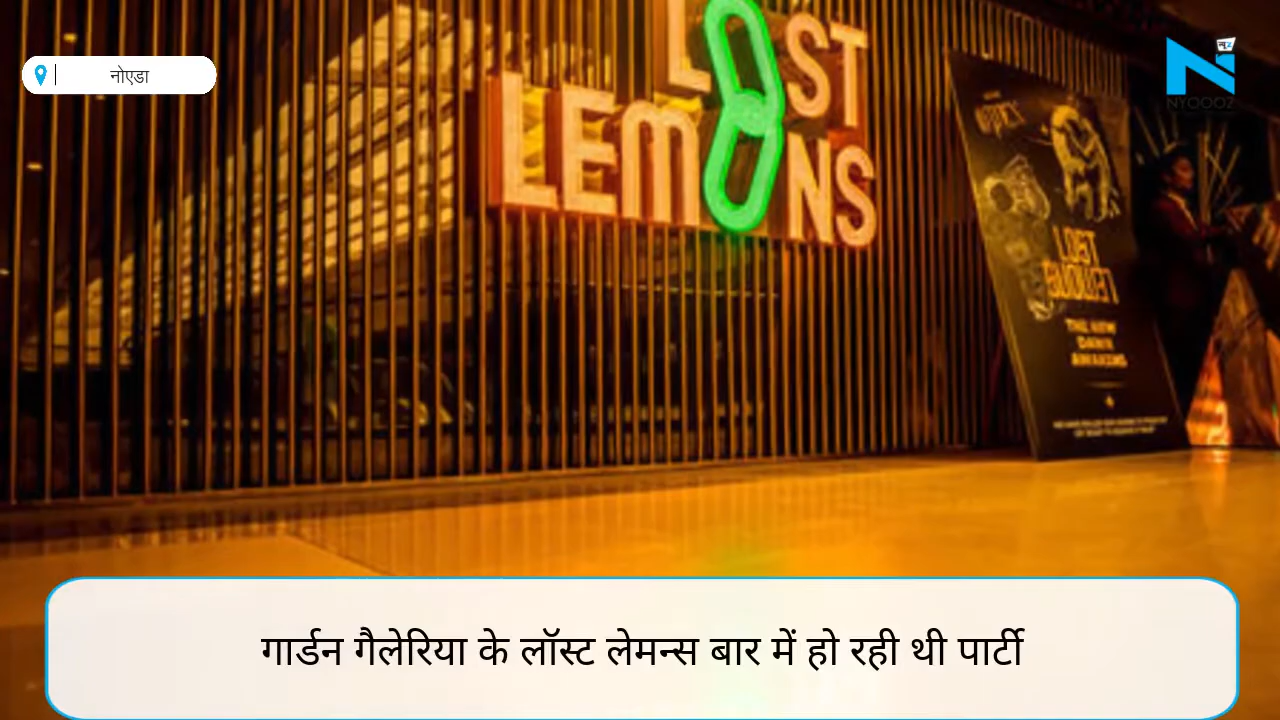 नोएडा
NYOOOZ
LOST
LEMONS
LOST
THE NEW
गार्डन गैलेरिया के लॉस्ट लेमन्स बार में हो रही थी पार्टी